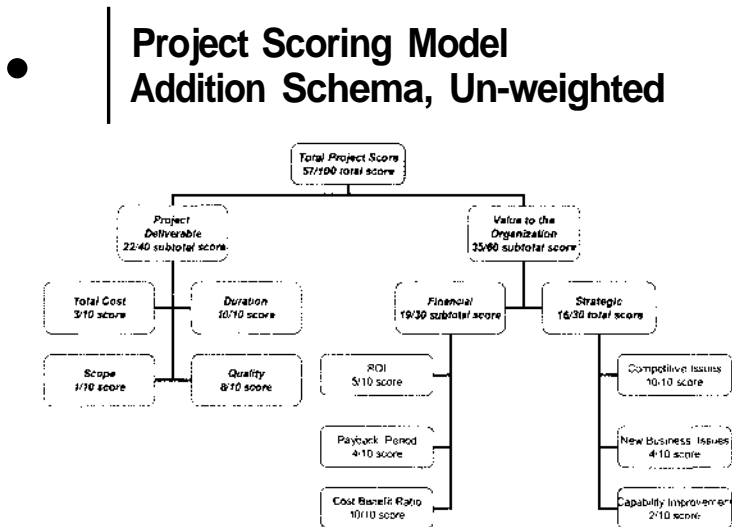 Project Scoring Model
Addition Schema, Un-weighted
Total Project Score
57/100 total score
Project
Deliverable
22/40 subtotal score
Value to the
Organization
35/60 subtotal score
Total Cost
3/10 score
Duration
10/10 score
Financial
19/30 subtotal score
Strategic
16/30 total score
Scope
1/10 score
Quality
8/10 score
ROI
5/10 score
Competitive Issues
10/10 score
Payback Period
4/10 score
New Business Issues
4/10 score
Cost Benefit Ratio
10/10 score
Capability Improvement
2/10 score